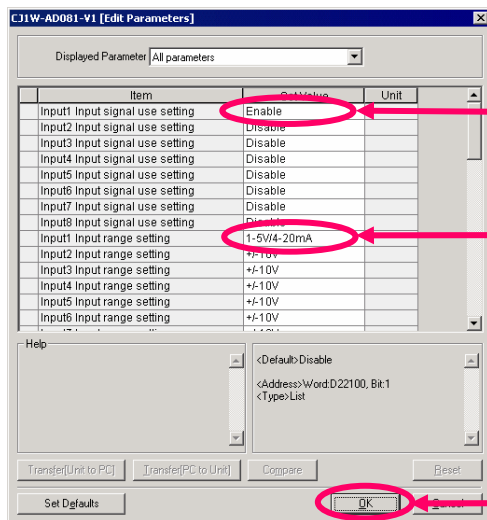 CJ1W-AD081-V1 [Edit Parameters]
Displayed Parameter All parameters
Item Set Value Unit
Input1 Input signal use setting Enable
Input2 Input signal use setting Disable
Input3 Input signal use setting Disable
Input4 Input signal use setting Disable
Input5 Input signal use setting Disable
Input6 Input signal use setting Disable
Input7 Input signal use setting Disable
Input8 Input signal use setting Disable
Input1 Input range setting 1-5V/4-20mA
Input2 Input range setting +/-10V
Input3 Input range setting +/-10V
Input4 Input range setting +/-10V
Input5 Input range setting +/-10V
Input6 Input range setting +/-10V
Help
<Default>Disable
<Address>Word:D22100, Bit:1
<Type>List
Transfer[Unit to PC] Transfer[PC to Unit] Compare Reset
Set Defaults OK Cancel